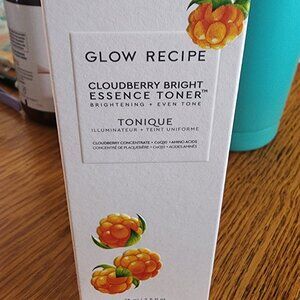 GLOW RECIPE
CLOUDBERRY BRIGHT
ESSENCE TONER™
BRIGHTENING + EVEN TONE
TONIQUE
ILLUMINATEUR + TEINT UNIFORME
CLOUDBERRY CONCENTRATE • CoQ10 • AMINO ACIDS
CONCENTRÉ DE PLAQUEBIÈRE • CoQ10 • ACIDES AMINÉS